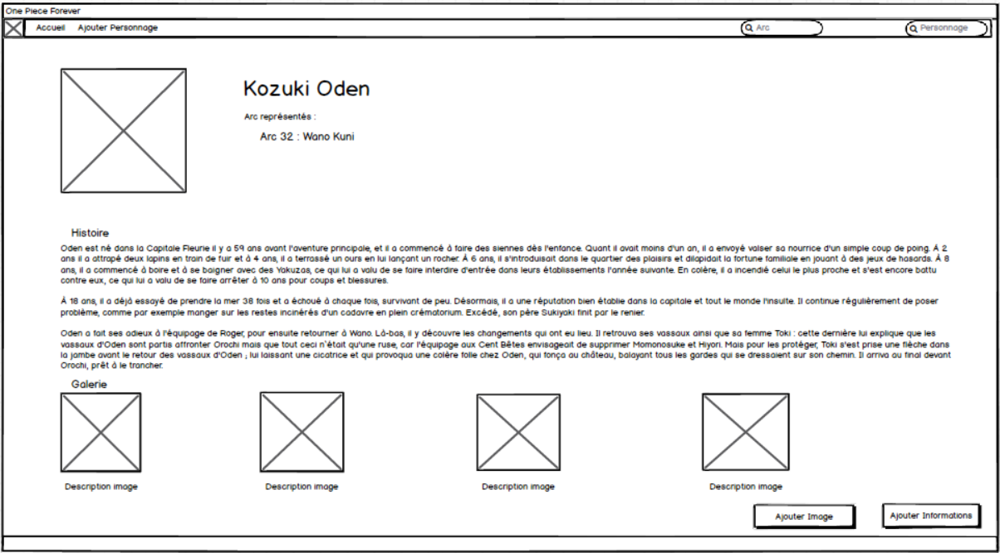 One Piece Forever
Accueil Ajouter Personnage Arc Personnage
Kozuki Oden
Arc représentés :
Arc 32 : Wano Kuni
Histoire
Oden est né dans la Capitale Fleurie il y a 59 ans avant l'aventure principale, et il a commencé à faire des siennes dès l'enfance. Quant il avait moins d'un an, il a envoyé valser sa nourrice d'un simple coup de poing. À 2
ans il a attrapé deux lapins en train de fuir et à 4 ans, il a terrassé un ours en lui lançant un rocher. À 6 ans, il s'introduisait dans le quartier des plaisirs et dilapidait la fortune familiale en jouant à des jeux de hasards. À 8
ans, il a commencé à boire et à se baigner avec des Yakuzas, ce qui lui a valu de se faire interdire d'entrée dans leurs établissements l'année suivante. En colère, il a incendié celui le plus proche et s'est encore battu
contre eux, ce qui lui a valu de se faire arrêter à 10 ans pour coups et blessures.
À 18 ans, il a déjà essayé de prendre la mer 38 fois et a échoué à chaque fois, survivant de peu. Désormais, il a une réputation bien établie dans la capitale et tout le monde l'insulte. Il continue régulièrement de poser
problème, comme par exemple manger sur les restes incinérés d'un cadavre en plein crématorium. Excédé, son père Sukiyaki finit par le renier.
Oden a fait ses adieux à l'équipage de Roger, pour ensuite retourner à Wano. Là-bas, il y découvre les changements qui ont eu lieu. Il retrouva ses vassaux ainsi que sa femme Toki : cette dernière lui explique que les
vassaux d'Oden sont partis affronter Orochi mais que tout ceci n'était qu'une ruse, car l'équipage aux Cent Bêtes envisageait de supprimer Momonosuke et Hiyori. Mais pour les protéger, Toki s'est prise une flèche dans
la jambe avant le retour des vassaux d'Oden ; lui laissant une cicatrice et qui provoqua une colère folle chez Oden, qui fonça au château, balayant tous les gardes qui se dressaient sur son chemin. Il arriva au final devant
Orochi, prêt à le trancher.
Galerie
Description image Description image Description image Description image
Ajouter Image Ajouter Informations